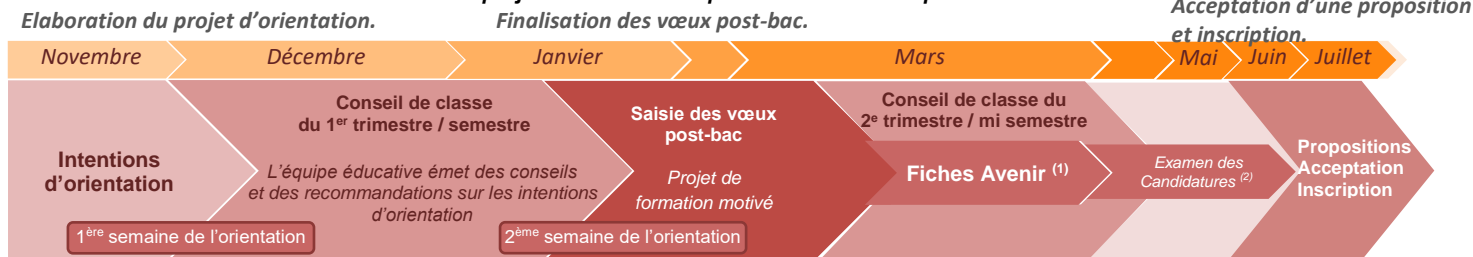 Elaboration du projet d'orientation.
Finalisation des vœux post-bac.
Acceptation d'une proposition
et inscription.
Novembre
Décembre
Janvier
Mars
Mai
Juin
Juillet
Intentions
d'orientation
1ère semaine de l'orientation
Conseil de classe
du 1er trimestre / semestre
L'équipe éducative émet des conseils
et des recommandations sur les intentions
d'orientation
2ème semaine de l'orientation
Saisie des vœux
post-bac
Projet de
formation motivé
Conseil de classe du
2e trimestre / mi semestre
Fiches Avenir (1)
Examen des
Candidatures (2)
Propositions
Acceptation
Inscription